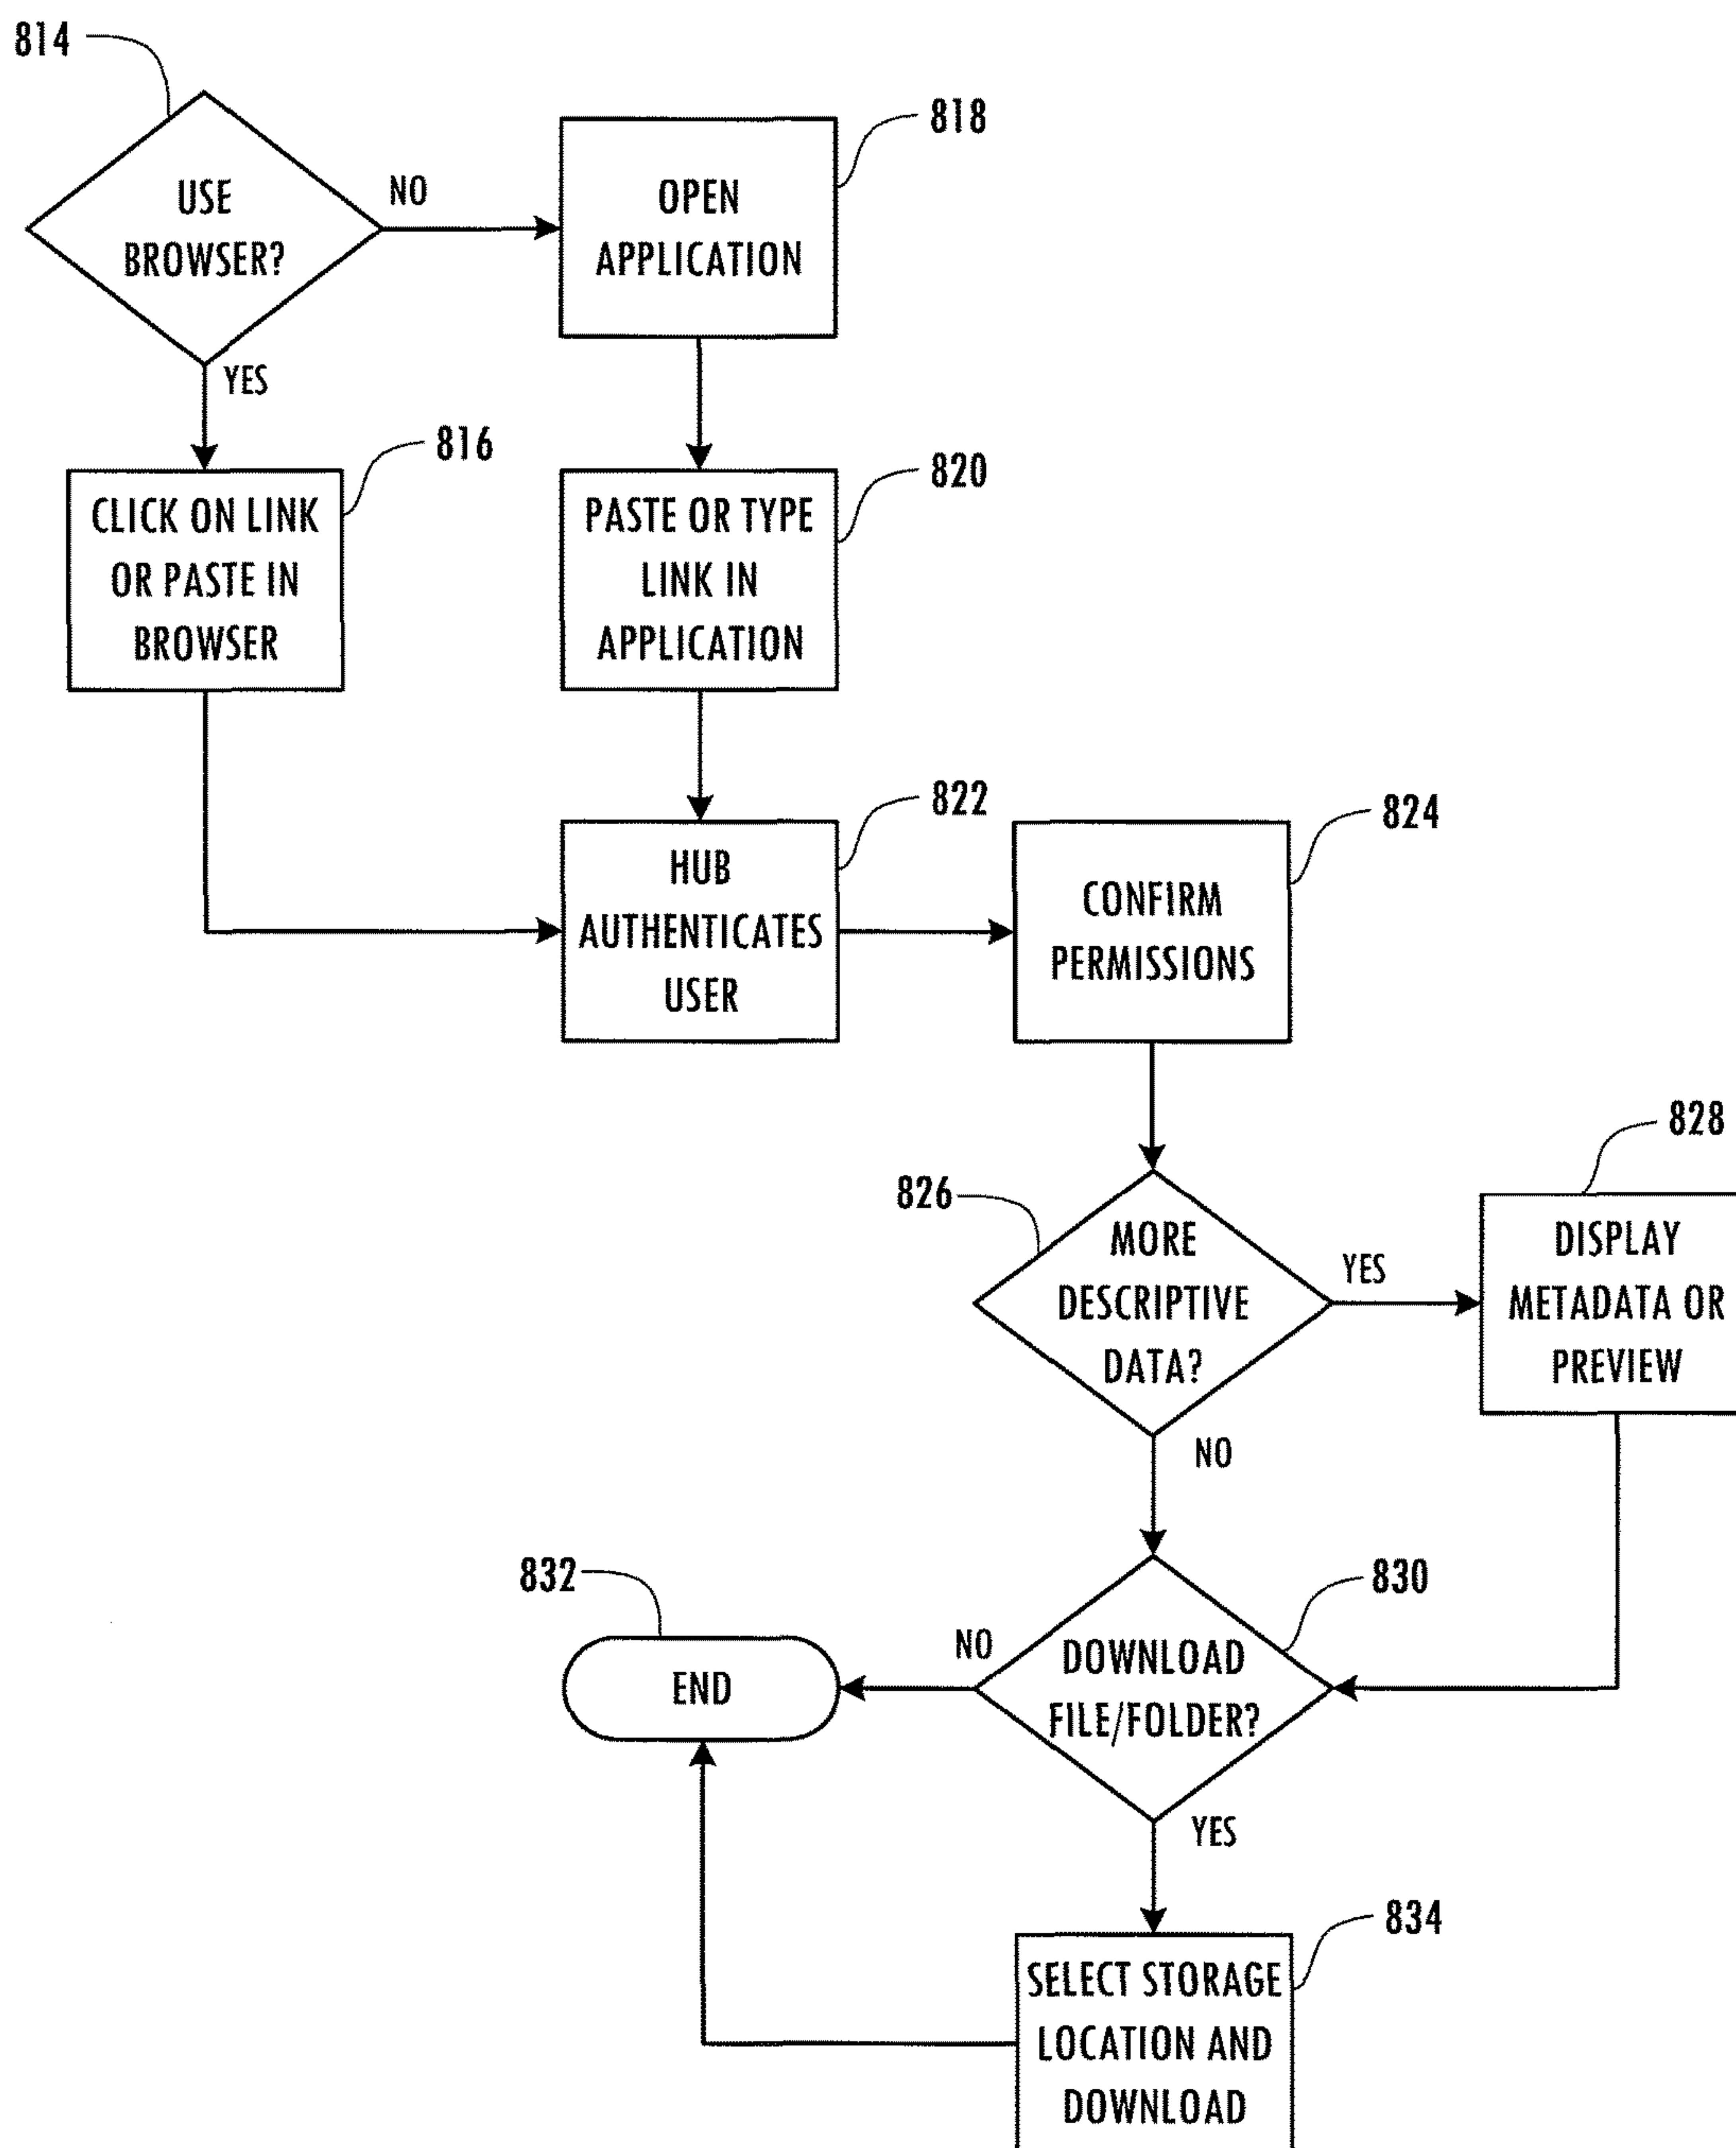 814
USE
BROWSER?
NO
YES
818
OPEN
APPLICATION
816
CLICK ON LINK
OR PASTE IN
BROWSER
820
PASTE OR TYPE
LINK IN
APPLICATION
822
HUB
AUTHENTICATES
USER
824
CONFIRM
PERMISSIONS
826
MORE
DESCRIPTIVE
DATA?
YES
NO
828
DISPLAY
METADATA OR
PREVIEW
830
DOWNLOAD
FILE/FOLDER?
NO
YES
832
END
834
SELECT STORAGE
LOCATION AND
DOWNLOAD